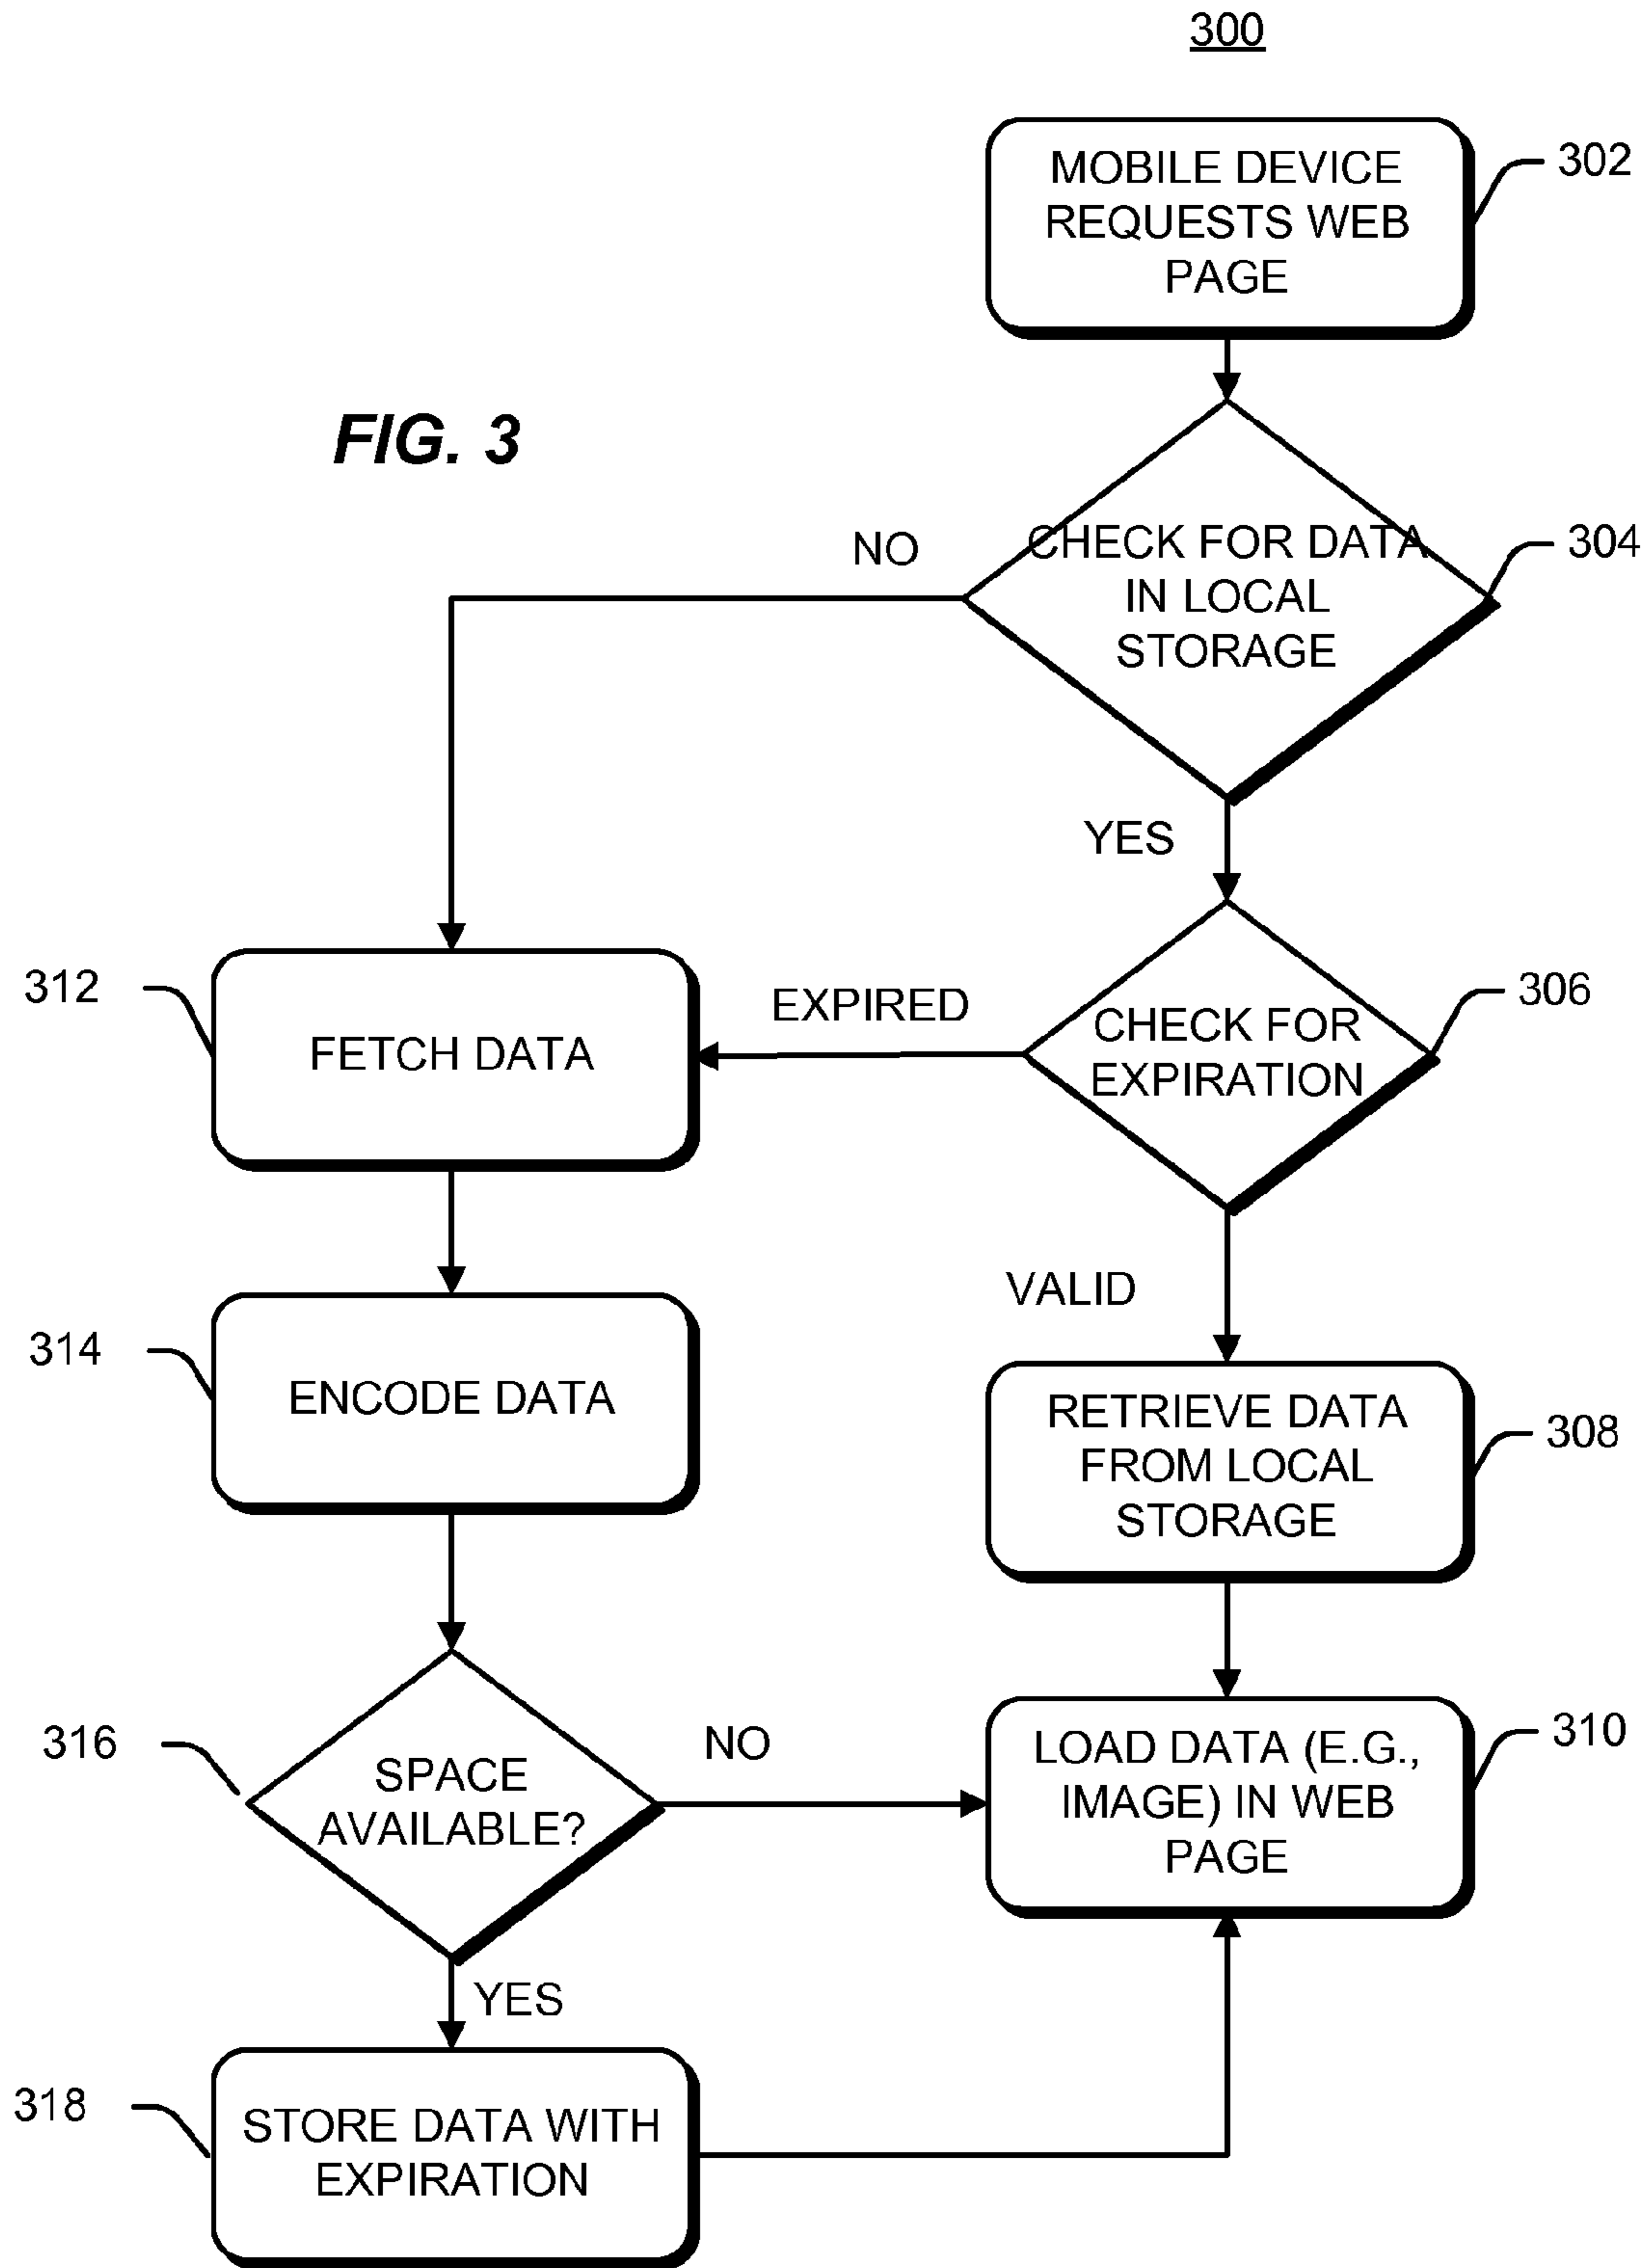 300
MOBILE DEVICE
REQUESTS WEB
PAGE
302
FIG. 3
CHECK FOR DATA
IN LOCAL
STORAGE
304
NO
YES
312
FETCH DATA
EXPIRED
CHECK FOR
EXPIRATION
306
VALID
314
ENCODE DATA
RETRIEVE DATA
FROM LOCAL
STORAGE
308
316
SPACE
AVAILABLE?
NO
LOAD DATA (E.G.,
IMAGE) IN WEB
PAGE
310
YES
318
STORE DATA WITH
EXPIRATION